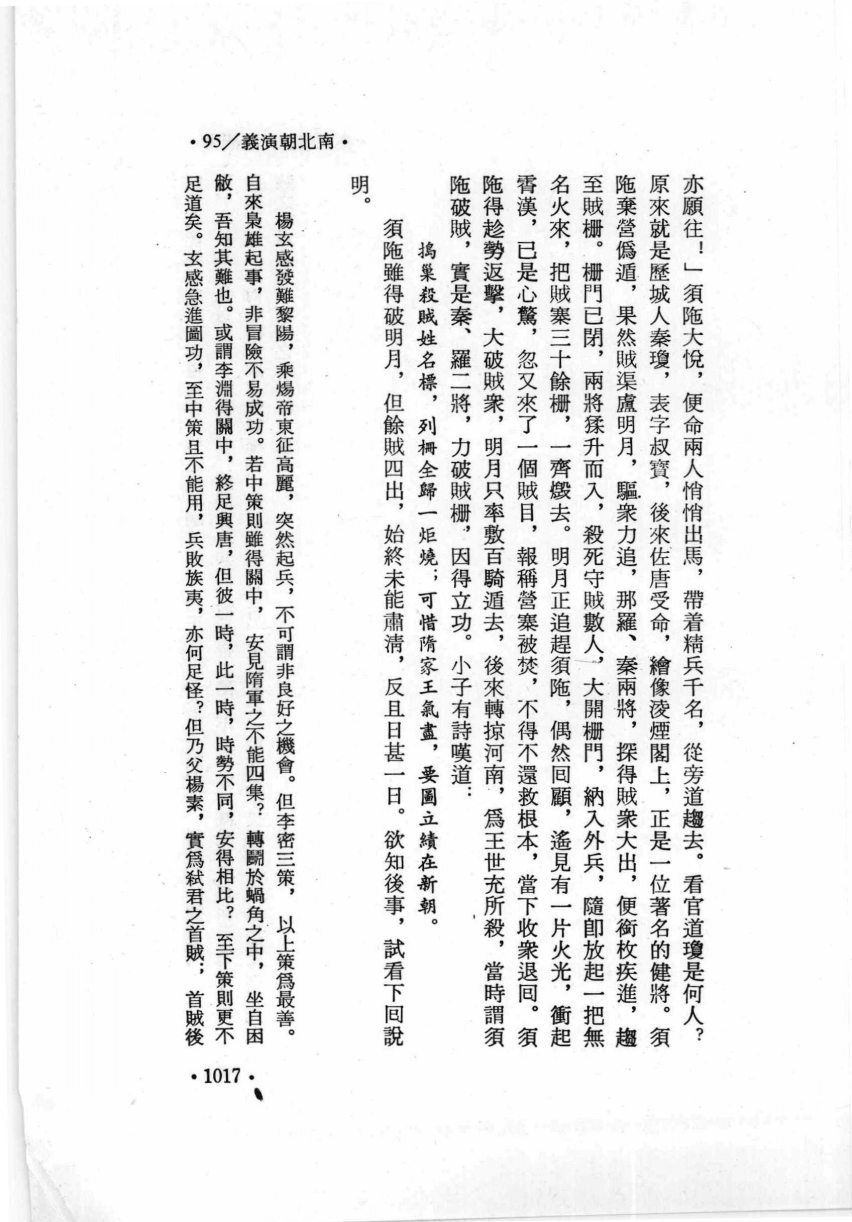 ·95／義演朝北南·
亦願往！」須陁大悅，便命兩人悄悄出馬，帶着精兵千名，從旁道趨去。看官道瓊是何人？
原來就是歷城人秦瓊，表字叔寶，後來佐唐受命，繪像淩煙閣上，正是一位著名的健將。須
陁棄營僞遁，果然賊渠盧明月，驅衆力追，那羅、秦兩將，探得賊衆大出，便銜枚疾進，趨
至賊柵。柵門已閉，兩將猱升而入，殺死守賊數人，大開柵門，納入外兵，隨卽放起一把無
名火來，把賊寨三十餘柵，一齊燬去。明月正追趕須陁，偶然回顧，遙見有一片火光，衝起
霄漢，已是心驚，忽又來了一個賊目，報稱營寨被焚，不得不還救根本，當下收衆退回。須
陁得趁勢返擊，大破賊衆，明月只率敷百騎遁去，後來轉掠河南，爲王世充所殺，當時謂須
陁破賊，實是秦、羅二將，力破賊柵，因得立功。小子有詩嘆道：
搗巢殺賊姓名標，列柵全歸一炬燒；可惜隋家王氣盡，要圖立績在新朝。
須陁雖得破明月，但餘賊四出，始終未能肅清，反且日甚一日。欲知後事，試看下回說
明。
楊玄感發難黎陽，乘煬帝東征高麗，突然起兵，不可謂非良好之機會。但李密三策，以上策爲最善。
自來梟雄起事，非冒險不易成功。若中策則雖得關中，安見隋軍之不能四集？轉鬭於蝸角之中，坐自困
敝，吾知其難也。或謂李淵得關中，終足興唐，但彼一時，此一時，時勢不同，安得相比？至下策則更不
足道矣。玄感急進圖功，至中策且不能用，兵敗族夷，亦何足怪？但乃父楊素，實爲弒君之首賊；首賊後
·1017·